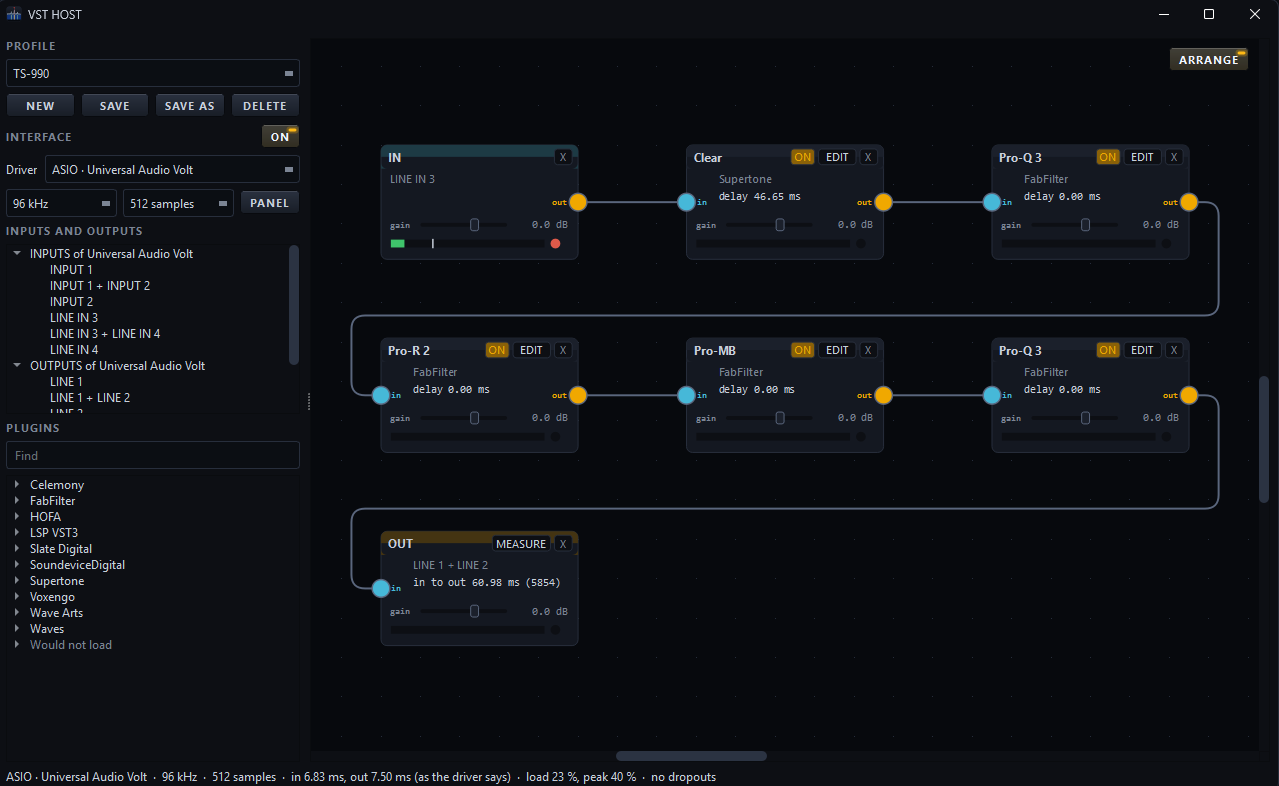 VST HOST
PROFILE
TS-990
NEW SAVE SAVE AS DELETE
INTERFACE ON
Driver ASIO · Universal Audio Volt
96 kHz 512 samples PANEL
INPUTS AND OUTPUTS
INPUTS of Universal Audio Volt
INPUT 1
INPUT 1 + INPUT 2
INPUT 2
LINE IN 3
LINE IN 3 + LINE IN 4
LINE IN 4
OUTPUTS of Universal Audio Volt
LINE 1
LINE 1 + LINE 2
PLUGINS
Find
Celemony
FabFilter
HOFA
LSP VST3
Slate Digital
SoundeviceDigital
Supertone
Voxengo
Wave Arts
Waves
Would not load
ARRANGE
IN X
LINE IN 3
out
gain 0.0 dB
Clear ON EDIT X
Supertone
delay 46.65 ms
in out
gain 0.0 dB
Pro-Q 3 ON EDIT X
FabFilter
delay 0.00 ms
in out
gain 0.0 dB
Pro-R 2 ON EDIT X
FabFilter
delay 0.00 ms
in out
gain 0.0 dB
Pro-MB ON EDIT X
FabFilter
delay 0.00 ms
in out
gain 0.0 dB
Pro-Q 3 ON EDIT X
FabFilter
delay 0.00 ms
in out
gain 0.0 dB
OUT MEASURE X
LINE 1 + LINE 2
in to out 60.98 ms (5854)
in
gain 0.0 dB
ASIO · Universal Audio Volt · 96 kHz · 512 samples · in 6.83 ms, out 7.50 ms (as the driver says) · load 23 %, peak 40 % · no dropouts